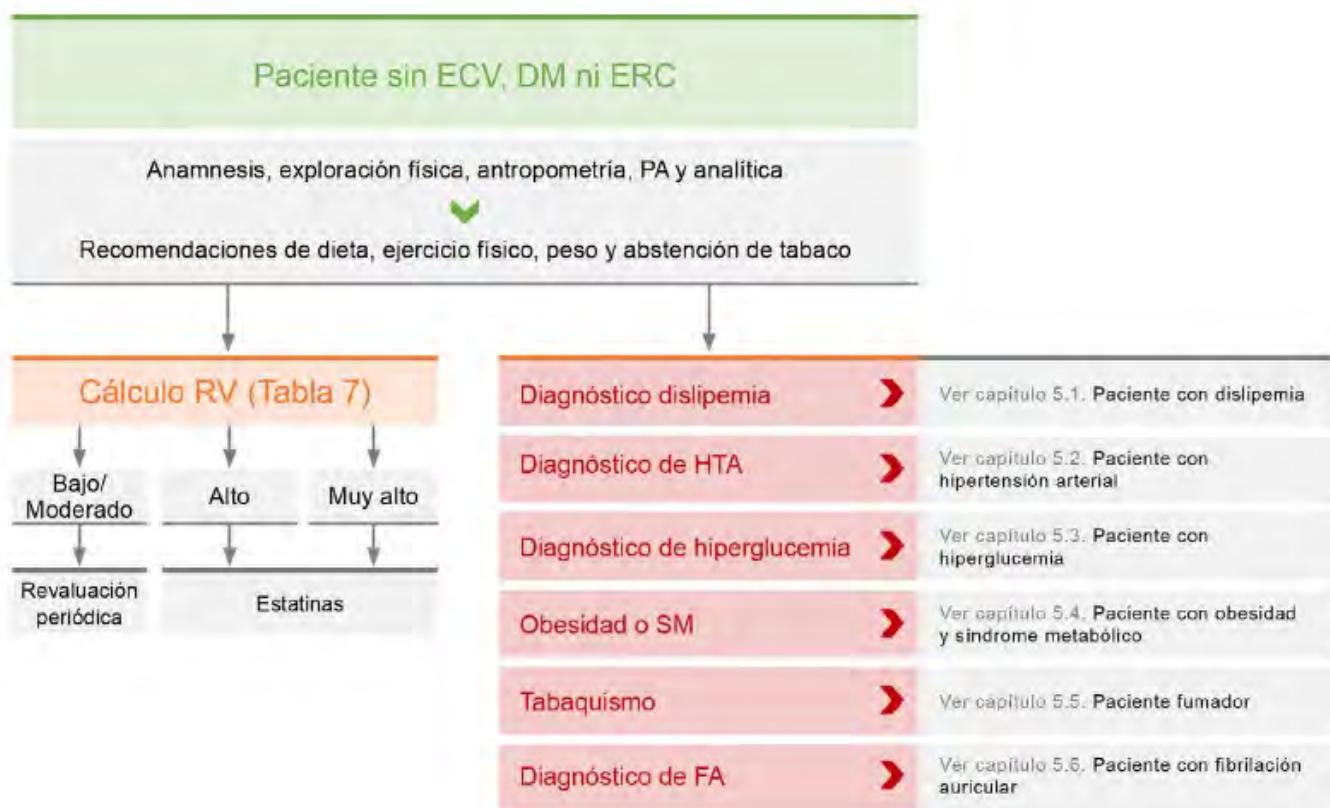 Paciente sin ECV, DM ni ERC
Anamnesis, exploración física, antropometría, PA y analítica
Recomendaciones de dieta, ejercicio físico, peso y abstención de tabaco
Cálculo RV (Tabla 7)
Bajo/
Moderado
Alto
Muy alto
Revaluación
periódica
Estatinas
Diagnóstico dislipemia
Ver capítulo 5.1. Paciente con dislipemia
Diagnóstico de HTA
Ver capítulo 5.2. Paciente con
hipertensión arterial
Diagnóstico de hiperglucemia
Ver capítulo 5.3. Paciente con
hiperglucemia
Obesidad o SM
Ver capítulo 5.4. Paciente con obesidad
y síndrome metabólico
Tabaquismo
Ver capítulo 5.5. Paciente fumador
Diagnóstico de FA
Ver capítulo 5.6. Paciente con fibrilación
auricular